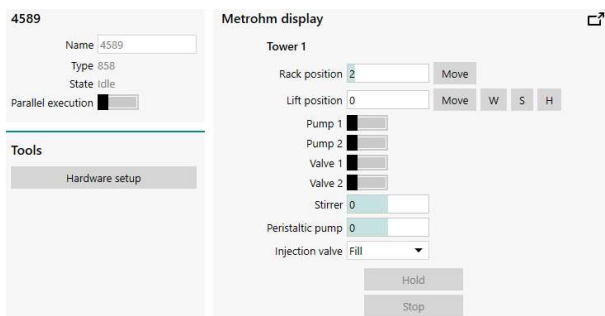 4589
Name 4589
Type 858
State Idle
Parallel execution
Tools
Hardware setup
Metrohm display
Tower 1
Rack position 2 Move
Lift position 0 Move W S H
Pump 1
Pump 2
Valve 1
Valve 2
Stirrer 0
Peristaltic pump 0
Injection valve Fill
Hold
Stop